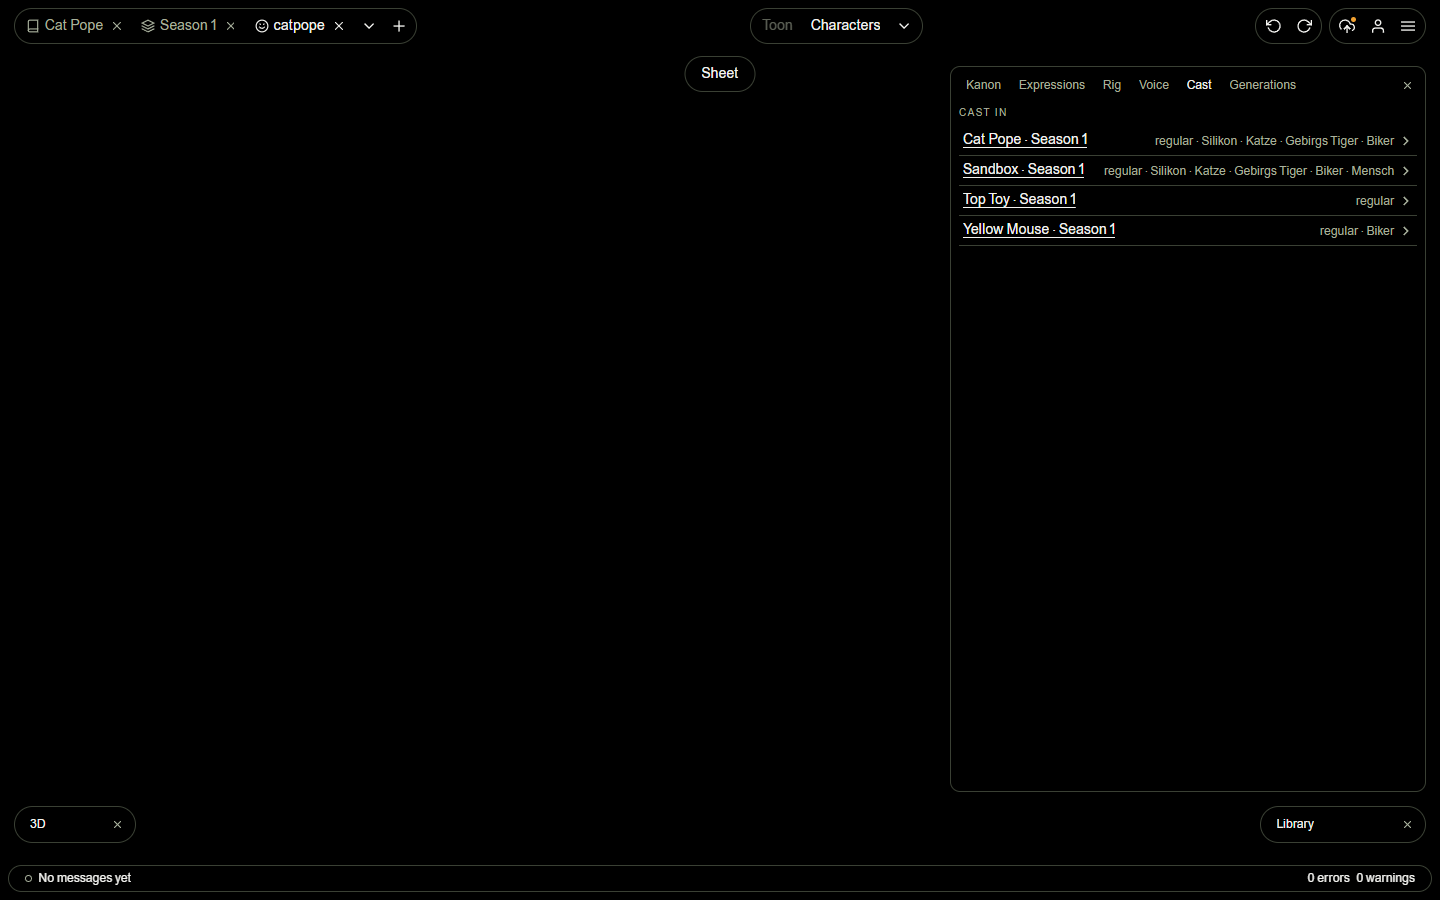 Cat Pope
Season 1
catpope
Toon
Characters
Sheet
Kanon
Expressions
Rig
Voice
Cast
Generations
CAST IN
Cat Pope · Season 1
regular · Silikon · Katze · Gebirgs Tiger · Biker
Sandbox · Season 1
regular · Silikon · Katze · Gebirgs Tiger · Biker · Mensch
Top Toy · Season 1
regular
Yellow Mouse · Season 1
regular · Biker
3D
Library
No messages yet
0 errors 0 warnings